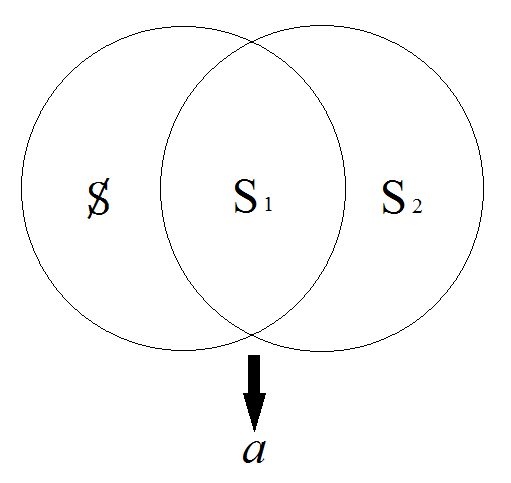 $ S₁ S₂
a